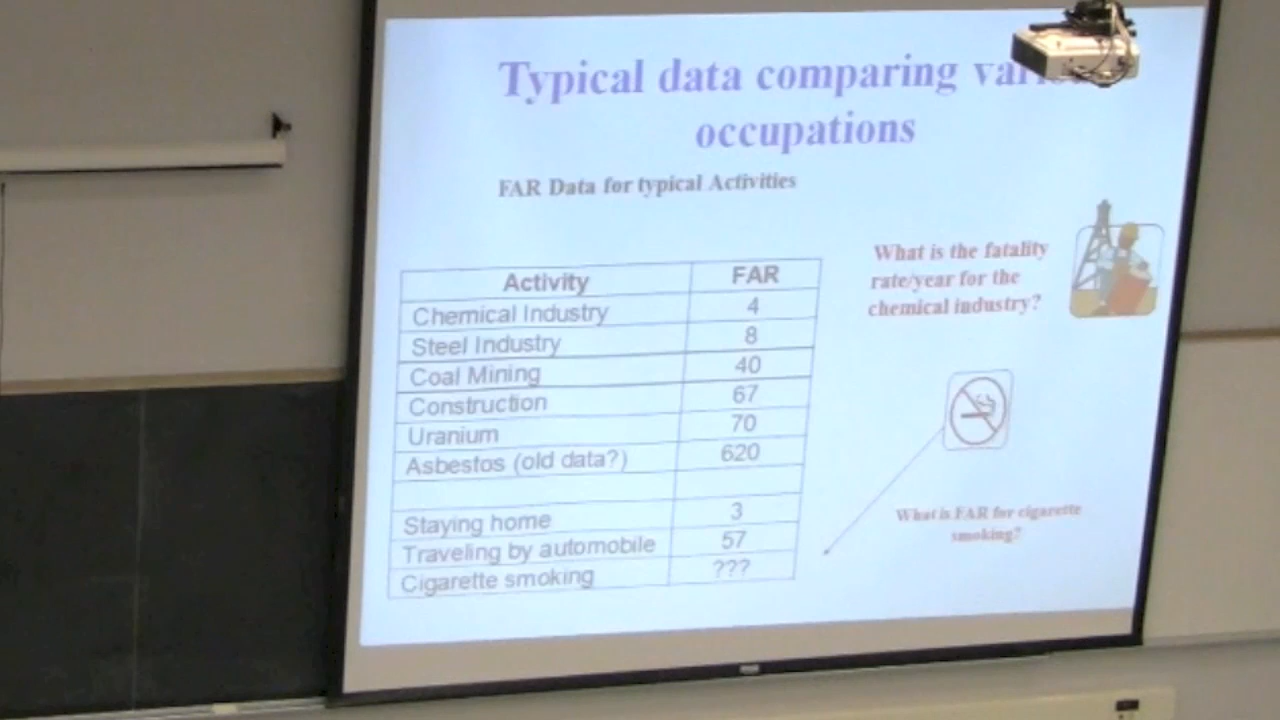 Typical data comparing
occupations
FAR Data for typical Activities
Activity FAR
Chemical Industry 4
Steel Industry 8
Coal Mining 40
Construction 67
Uranium 70
Asbestos (old data?) 620
Staying home 3
Traveling by automobile 57
Cigarette smoking ???
What is the fatality
rate/year for the
chemical industry?
What is FAR for cigarette
smoking?